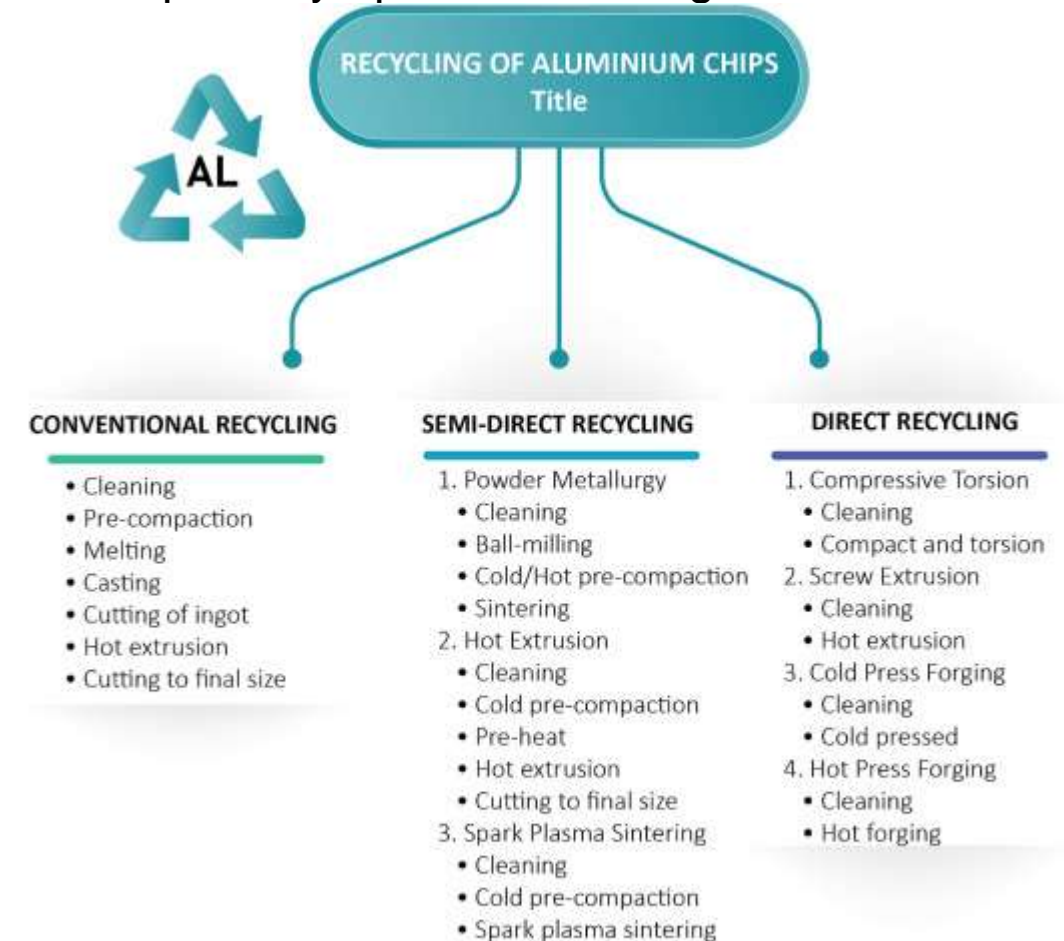 RECYCLING OF ALUMINIUM CHIPS
Title
AL
CONVENTIONAL RECYCLING
• Cleaning
• Pre-compaction
• Melting
• Casting
• Cutting of ingot
• Hot extrusion
• Cutting to final size
SEMI-DIRECT RECYCLING
1. Powder Metallurgy
• Cleaning
• Ball-milling
• Cold/Hot pre-compaction
• Sintering
2. Hot Extrusion
• Cleaning
• Cold pre-compaction
• Pre-heat
• Hot extrusion
• Cutting to final size
3. Spark Plasma Sintering
• Cleaning
• Cold pre-compaction
• Spark plasma sintering
DIRECT RECYCLING
1. Compressive Torsion
• Cleaning
• Compact and torsion
2. Screw Extrusion
• Cleaning
• Hot extrusion
3. Cold Press Forging
• Cleaning
• Cold pressed
4. Hot Press Forging
• Cleaning
• Hot forging